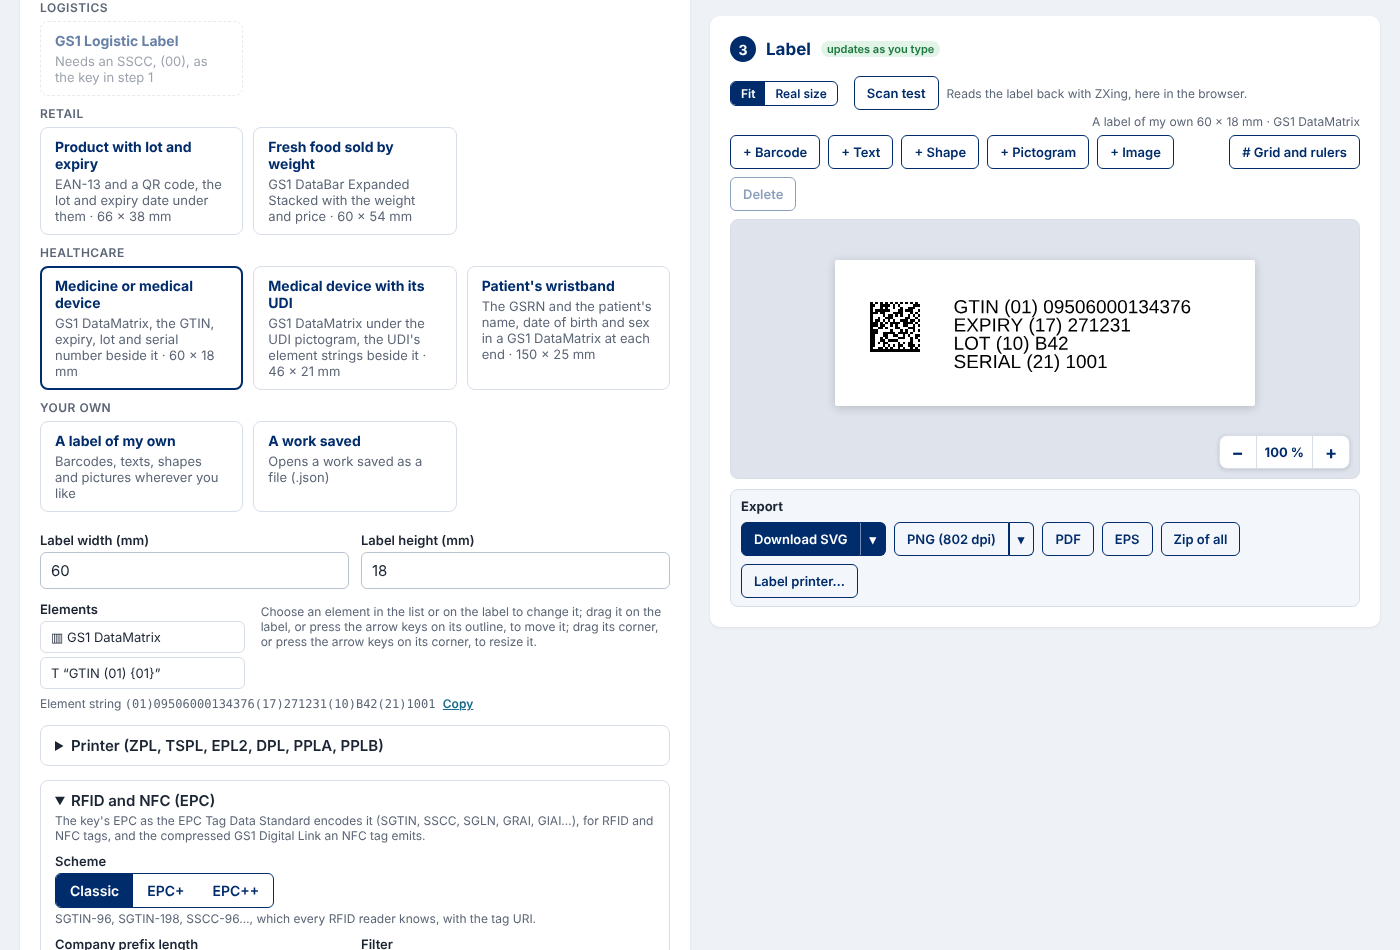 LOGISTICS
GS1 Logistic Label
Needs an SSCC, (00), as
the key in step 1
RETAIL
Product with lot and
expiry
EAN-13 and a QR code, the
lot and expiry date under
them · 66 × 38 mm
Fresh food sold by
weight
GS1 DataBar Expanded
Stacked with the weight
and price · 60 × 54 mm
HEALTHCARE
Medicine or medical
device
GS1 DataMatrix, the GTIN,
expiry, lot and serial
number beside it · 60 × 18
mm
Medical device with its
UDI
GS1 DataMatrix under the
UDI pictogram, the UDI's
element strings beside it ·
46 × 21 mm
Patient's wristband
The GSRN and the patient's
name, date of birth and sex
in a GS1 DataMatrix at each
end · 150 × 25 mm
YOUR OWN
A label of my own
Barcodes, texts, shapes
and pictures wherever you
like
A work saved
Opens a work saved as a
file (.json)
Label width (mm)
60
Label height (mm)
18
Elements
▥ GS1 DataMatrix
T “GTIN (01) {01}”
Choose an element in the list or on the label to change it; drag it on the
label, or press the arrow keys on its outline, to move it; drag its corner,
or press the arrow keys on its corner, to resize it.
Element string (01)09506000134376(17)271231(10)B42(21)1001 Copy
▶ Printer (ZPL, TSPL, EPL2, DPL, PPLA, PPLB)
▼ RFID and NFC (EPC)
The key's EPC as the EPC Tag Data Standard encodes it (SGTIN, SSCC, SGLN, GRAI, GIAI…), for RFID and
NFC tags, and the compressed GS1 Digital Link an NFC tag emits.
Scheme
Classic EPC+ EPC++
SGTIN-96, SGTIN-198, SSCC-96…, which every RFID reader knows, with the tag URI.
Company prefix length
Filter
3 Label updates as you type
Fit Real size Scan test Reads the label back with ZXing, here in the browser.
A label of my own 60 × 18 mm · GS1 DataMatrix
+ Barcode + Text + Shape + Pictogram + Image # Grid and rulers
Delete
GTIN (01) 09506000134376
EXPIRY (17) 271231
LOT (10) B42
SERIAL (21) 1001
− 100 % +
Export
Download SVG ▼ PNG (802 dpi) ▼ PDF EPS Zip of all
Label printer…